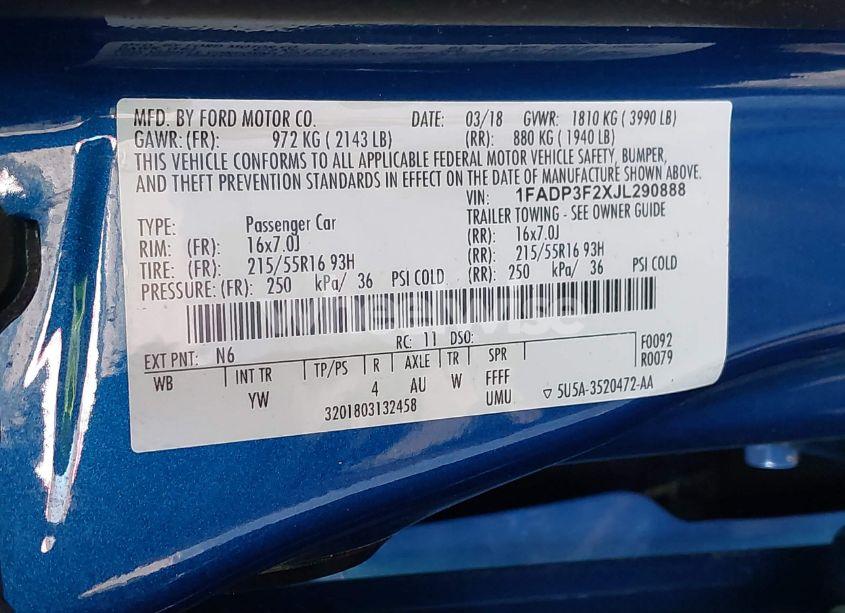 MFD. BY FORD MOTOR CO. DATE: 03/18 GVWR: 1810 KG ( 3990 LB)
GAWR: (FR): 972 KG ( 2143 LB) (RR): 880 KG ( 1940 LB)
THIS VEHICLE CONFORMS TO ALL APPLICABLE FEDERAL MOTOR VEHICLE SAFETY, BUMPER,
AND THEFT PREVENTION STANDARDS IN EFFECT ON THE DATE OF MANUFACTURE SHOWN ABOVE.
VIN: 1FADP3F2XJL290888
TYPE: Passenger Car TRAILER TOWING - SEE OWNER GUIDE
RIM: (FR): 16x7.0J (RR): 16x7.0J
TIRE: (FR): 215/55R16 93H (RR): 215/55R16 93H
PRESSURE: (FR): 250 kPa/ 36 PSI COLD (RR): 250 kPa/ 36 PSI COLD
EXT PNT: N6 RC: 11 DSO: F0092
R0079
WB INT TR TP/PS R AXLE TR SPR
YW 4 AU W FFFF
UMU
3201803132458 ▽ 5U5A-3520472-AA